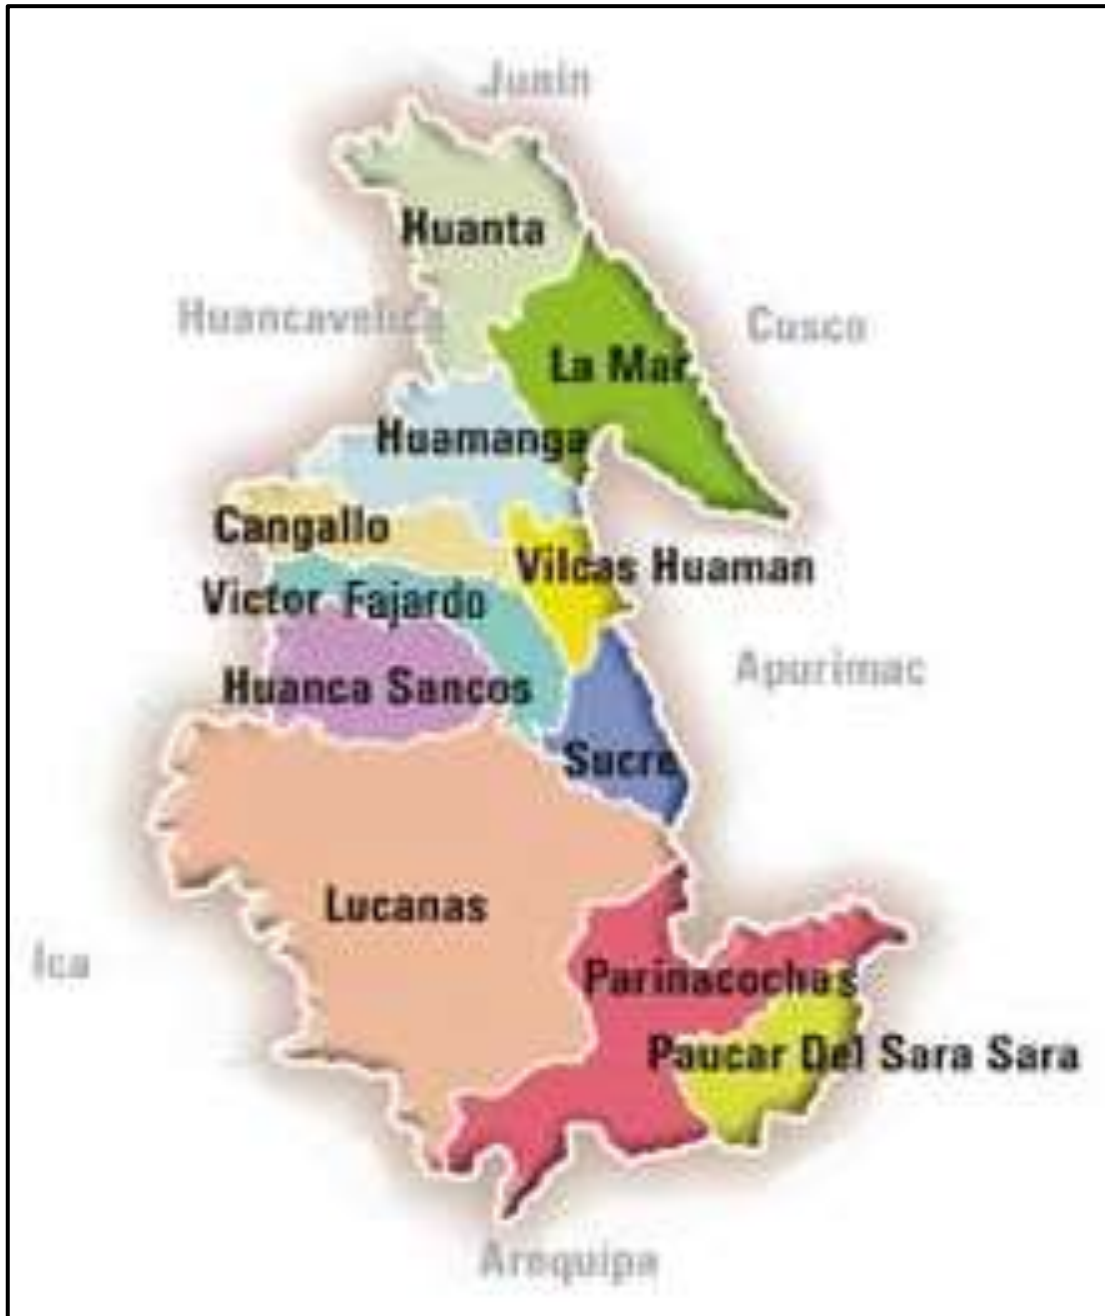 Junin
Huanta
Huancavelica
Cusco
La Mar
Huamanga
Cangallo
Vilcas Huaman
Victor Fajardo
Apurimac
Huanca Sancos
Sucre
Lucanas
Ica
Parinacochas
Paucar Del Sara Sara
Arequipa